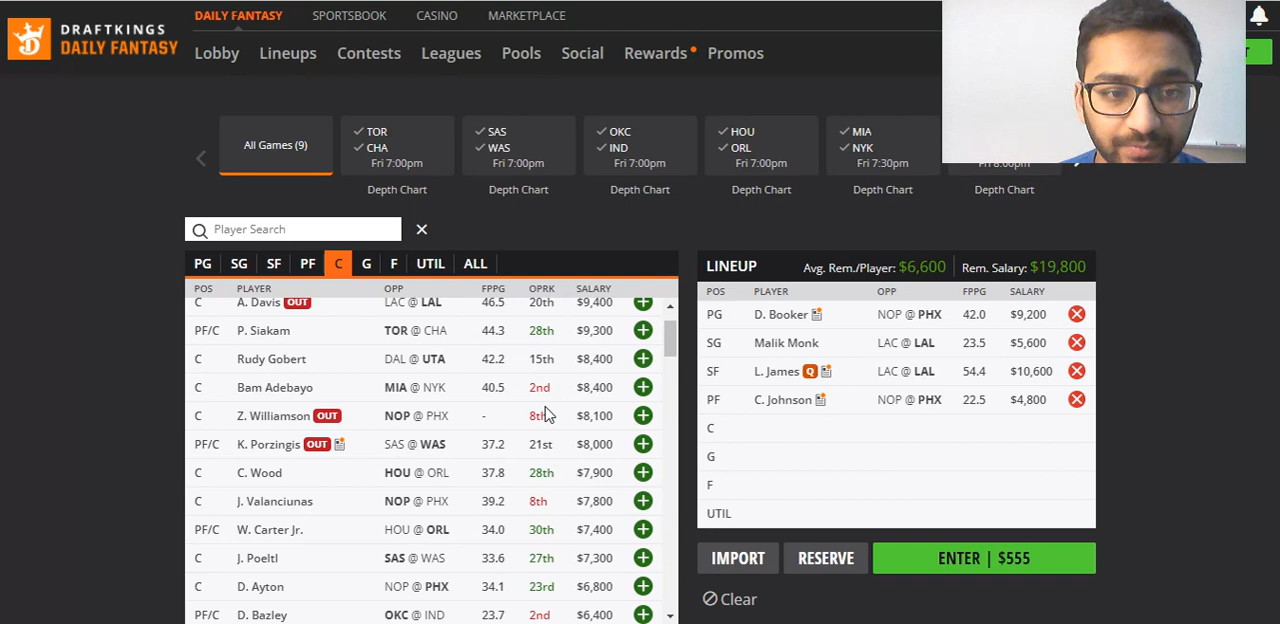 DAILY FANTASY SPORTSBOOK CASINO MARKETPLACE
DRAFTKINGS
DAILY FANTASY
Lobby Lineups Contests Leagues Pools Social Rewards Promos
All Games (9)
TOR
CHA
Fri 7:00pm
Depth Chart
SAS
WAS
Fri 7:00pm
Depth Chart
OKC
IND
Fri 7:00pm
Depth Chart
HOU
ORL
Fri 7:00pm
Depth Chart
MIA
NYK
Fri 7:30pm
Depth Chart
Fri 8:00pm
Depth Chart
Player Search
PG SG SF PF C G F UTIL ALL
POS PLAYER OPP FPPG OPRK SALARY
C A. Davis OUT LAC @ LAL 46.5 20th $9,400
PF/C P. Siakam TOR @ CHA 44.3 28th $9,300
C Rudy Gobert DAL @ UTA 42.2 15th $8,400
C Bam Adebayo MIA @ NYK 40.5 2nd $8,400
C Z. Williamson OUT NOP @ PHX - 8th $8,100
PF/C K. Porzingis OUT SAS @ WAS 37.2 21st $8,000
C C. Wood HOU @ ORL 37.8 28th $7,900
C J. Valanciunas NOP @ PHX 39.2 8th $7,800
PF/C W. Carter Jr. HOU @ ORL 34.0 30th $7,400
C J. Poeltl SAS @ WAS 33.6 27th $7,300
C D. Ayton NOP @ PHX 34.1 23rd $6,800
PF/C D. Bazley OKC @ IND 23.7 2nd $6,400
LINEUP Avg. Rem./Player: $6,600 Rem. Salary: $19,800
POS PLAYER OPP FPPG SALARY
PG D. Booker NOP @ PHX 42.0 $9,200
SG Malik Monk LAC @ LAL 23.5 $5,600
SF L. James Q LAC @ LAL 54.4 $10,600
PF C. Johnson NOP @ PHX 22.5 $4,800
C
G
F
UTIL
IMPORT RESERVE ENTER | $555
Clear